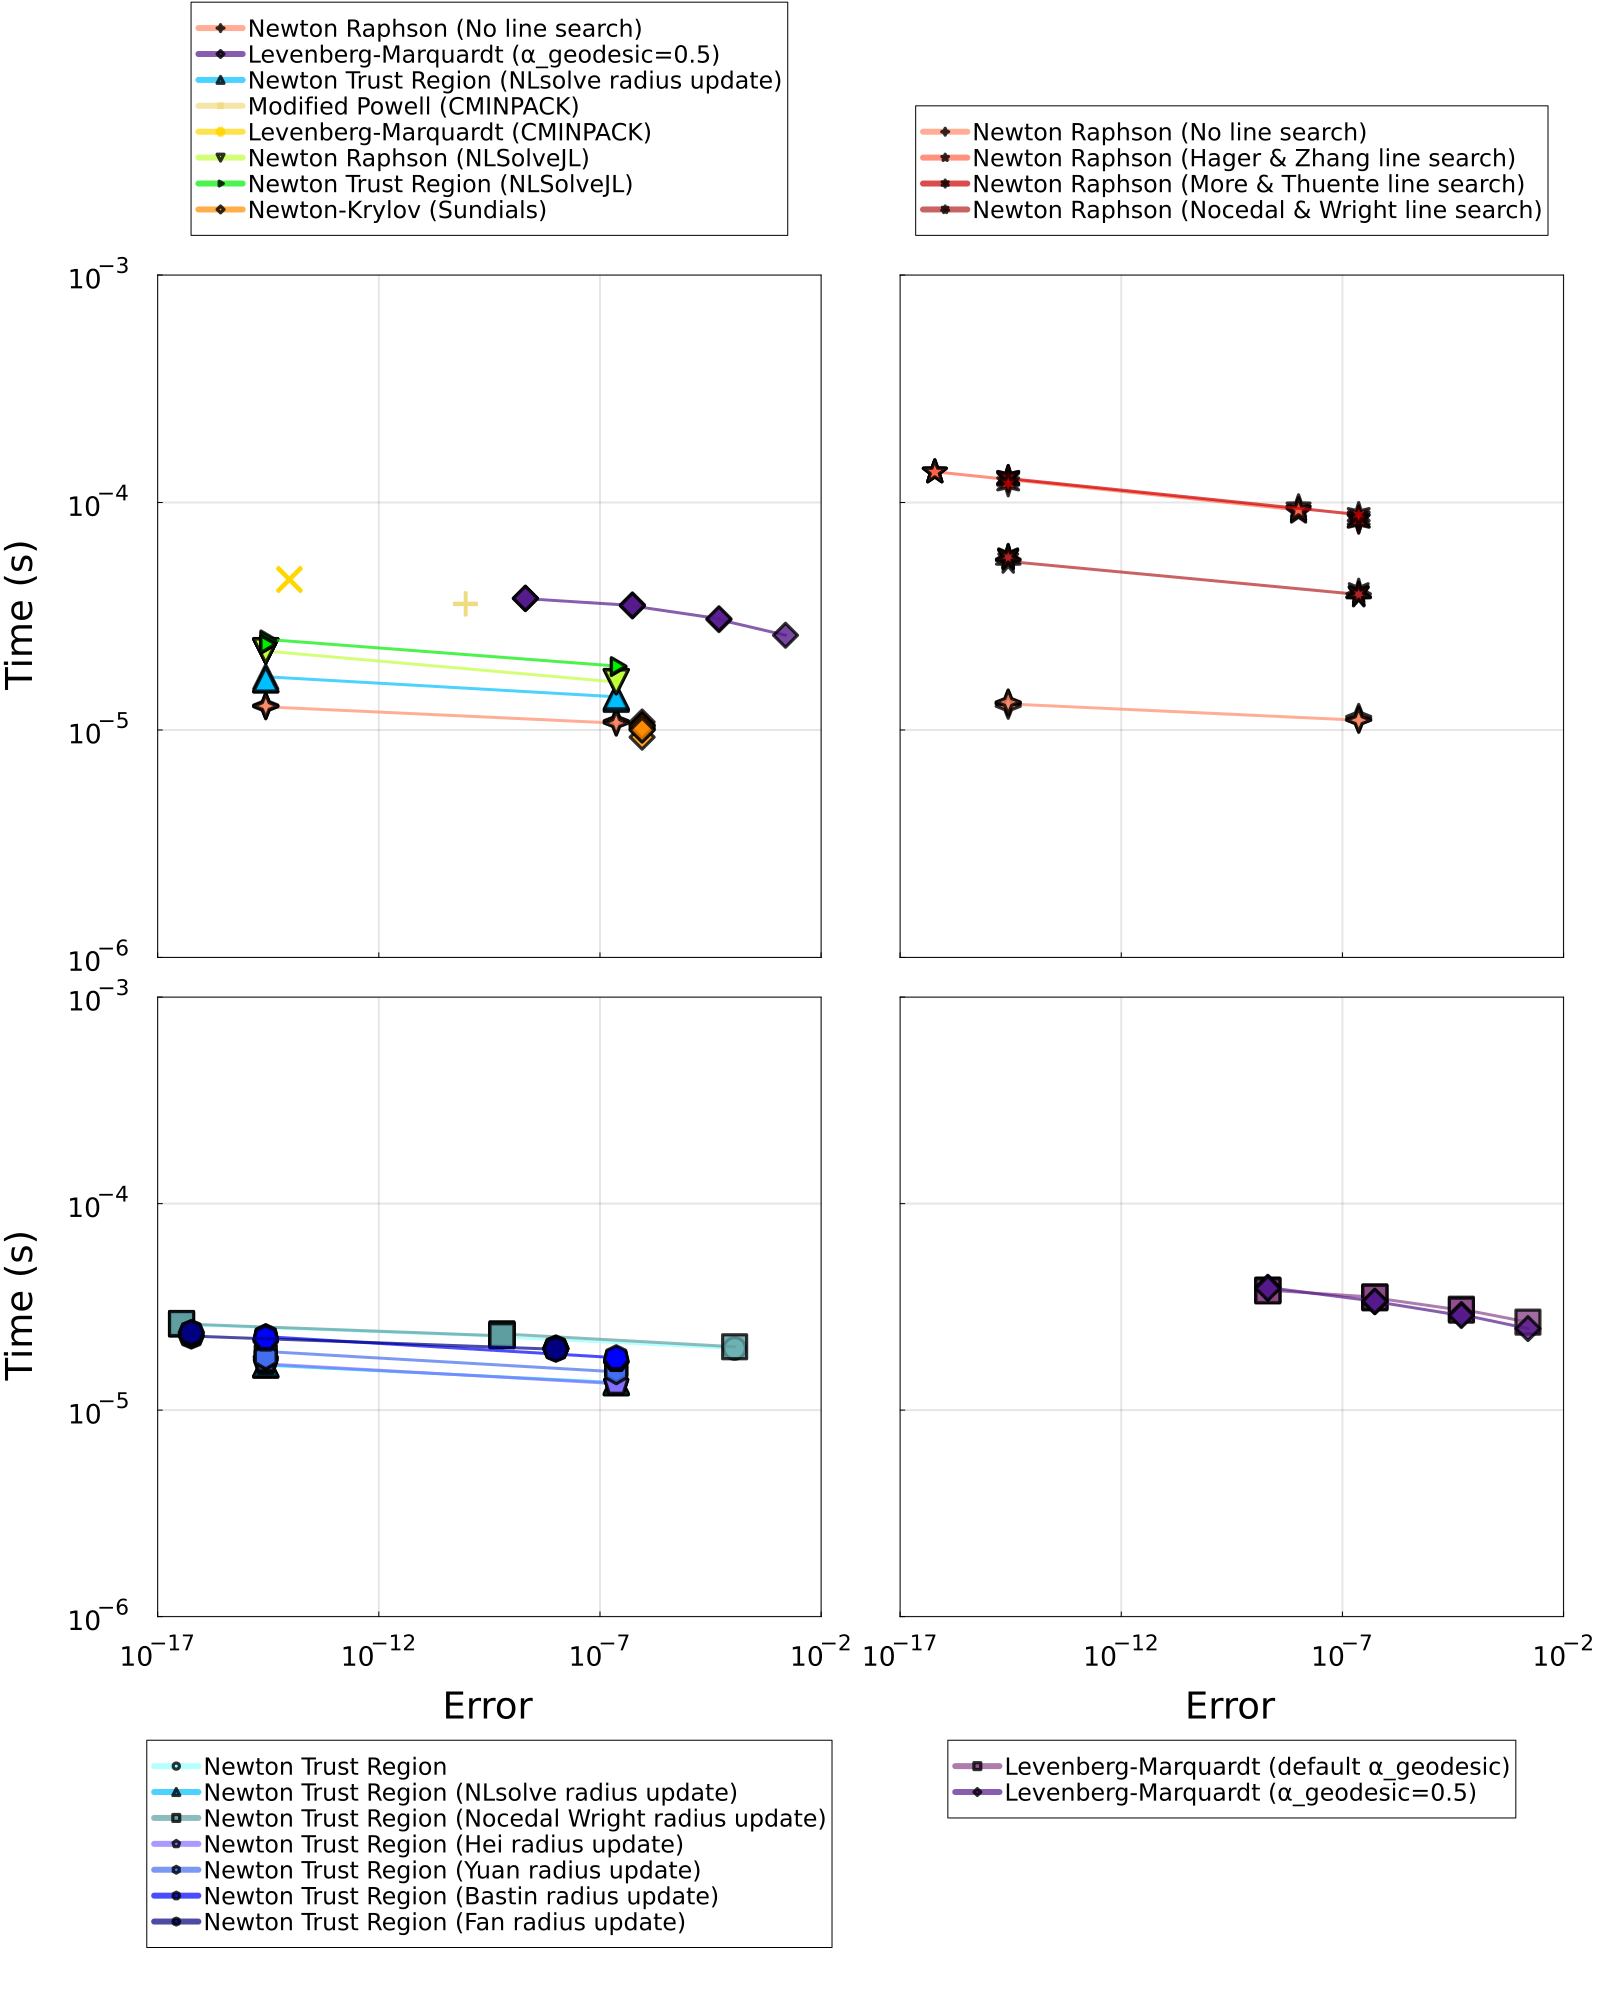 Newton Raphson (No line search)
Levenberg-Marquardt (α_geodesic=0.5)
Newton Trust Region (NLsolve radius update)
Modified Powell (CMINPACK)
Levenberg-Marquardt (CMINPACK)
Newton Raphson (NLSolveJL)
Newton Trust Region (NLSolveJL)
Newton-Krylov (Sundials)
Newton Raphson (No line search)
Newton Raphson (Hager & Zhang line search)
Newton Raphson (More & Thuente line search)
Newton Raphson (Nocedal & Wright line search)
10⁻³
10⁻⁴
10⁻⁵
10⁻⁶
Time (s)
10⁻³
10⁻⁴
10⁻⁵
10⁻⁶
Time (s)
10⁻¹⁷ 10⁻¹² 10⁻⁷ 10⁻²
10⁻¹⁷ 10⁻¹² 10⁻⁷ 10⁻²
Error
Error
Newton Trust Region
Newton Trust Region (NLsolve radius update)
Newton Trust Region (Nocedal Wright radius update)
Newton Trust Region (Hei radius update)
Newton Trust Region (Yuan radius update)
Newton Trust Region (Bastin radius update)
Newton Trust Region (Fan radius update)
Levenberg-Marquardt (default α_geodesic)
Levenberg-Marquardt (α_geodesic=0.5)